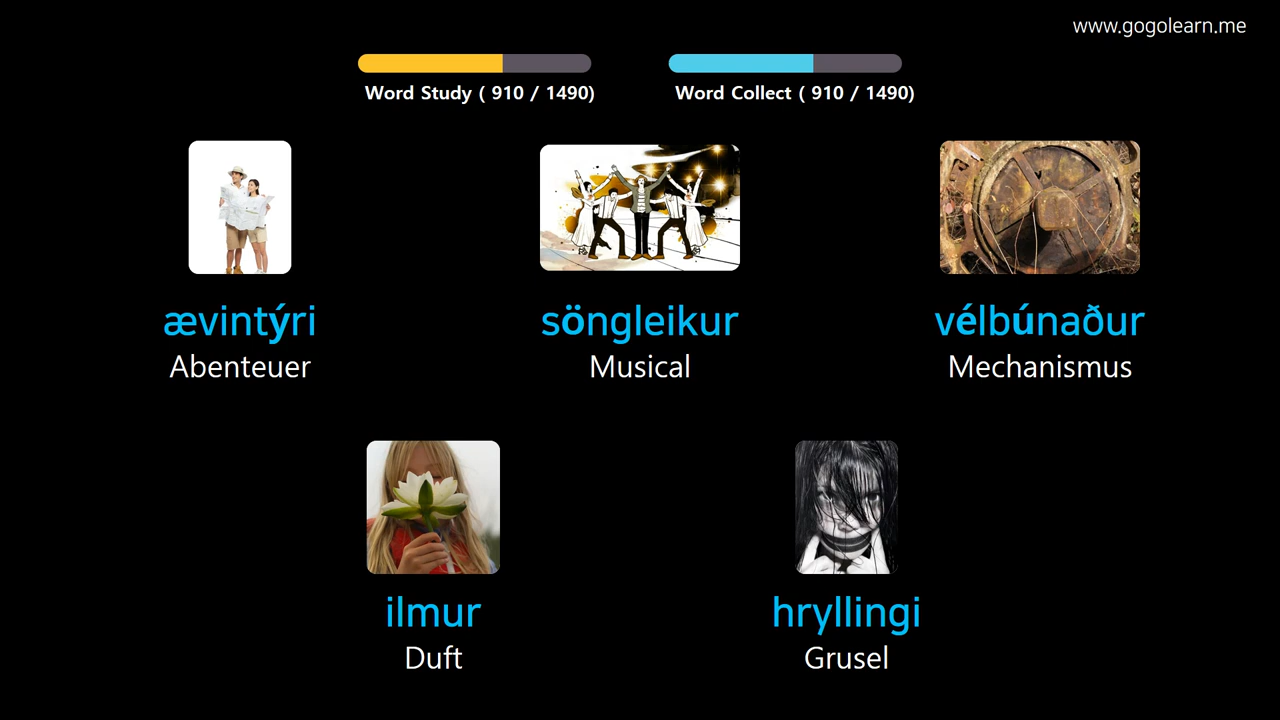 www.gogolearn.me
Word Study ( 910 / 1490)
Word Collect ( 910 / 1490)
ævintýri
Abenteuer
söngleikur
Musical
vélbúnaður
Mechanismus
ilmur
Duft
hryllingi
Grusel